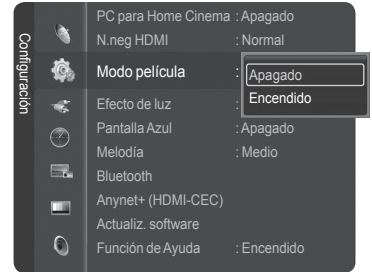 Configuración
PC para Home Cinema : Apagado
N.neg HDMI : Normal
Modo película :
Apagado
Encendido
Efecto de luz :
Pantalla Azul : Apagado
Melodía : Medio
Bluetooth
Anynet+ (HDMI-CEC)
Actualiz. software
Función de Ayuda : Encendido